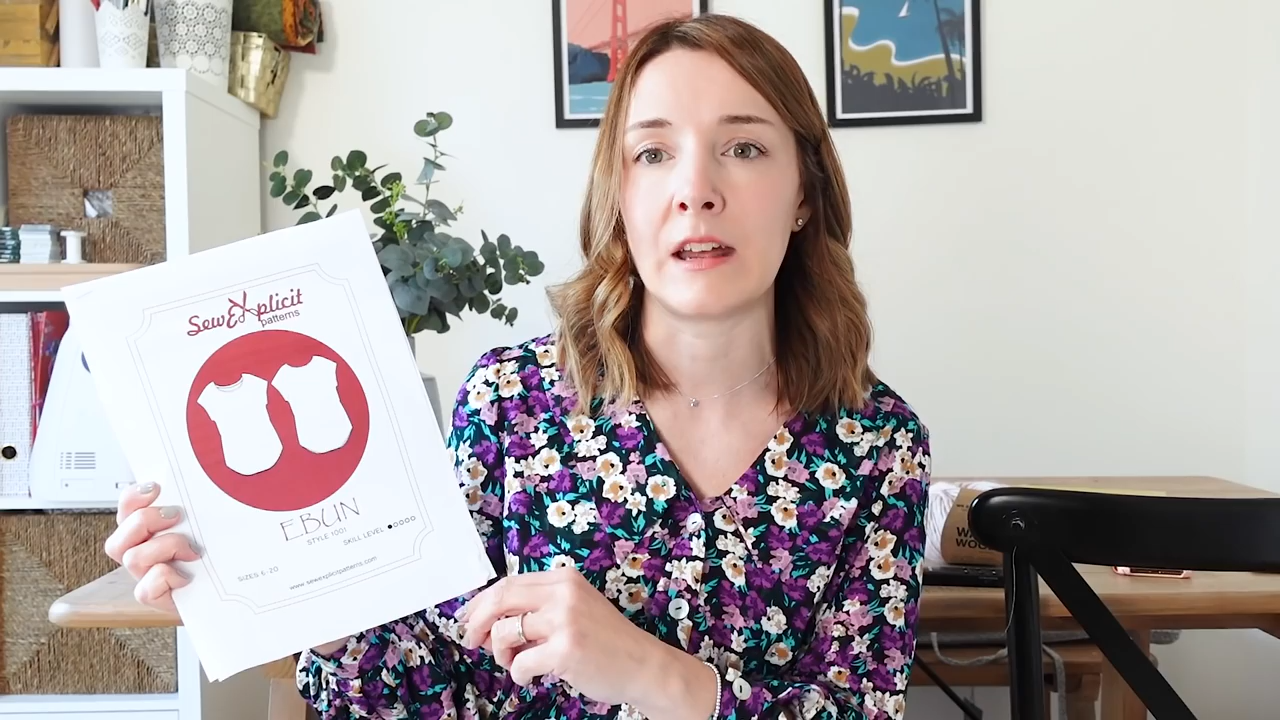 SewExplicit
patterns
EBUN
STYLE:1001
SKILL LEVEL
SIZES 6-20
www.sewexplicitpatterns.com